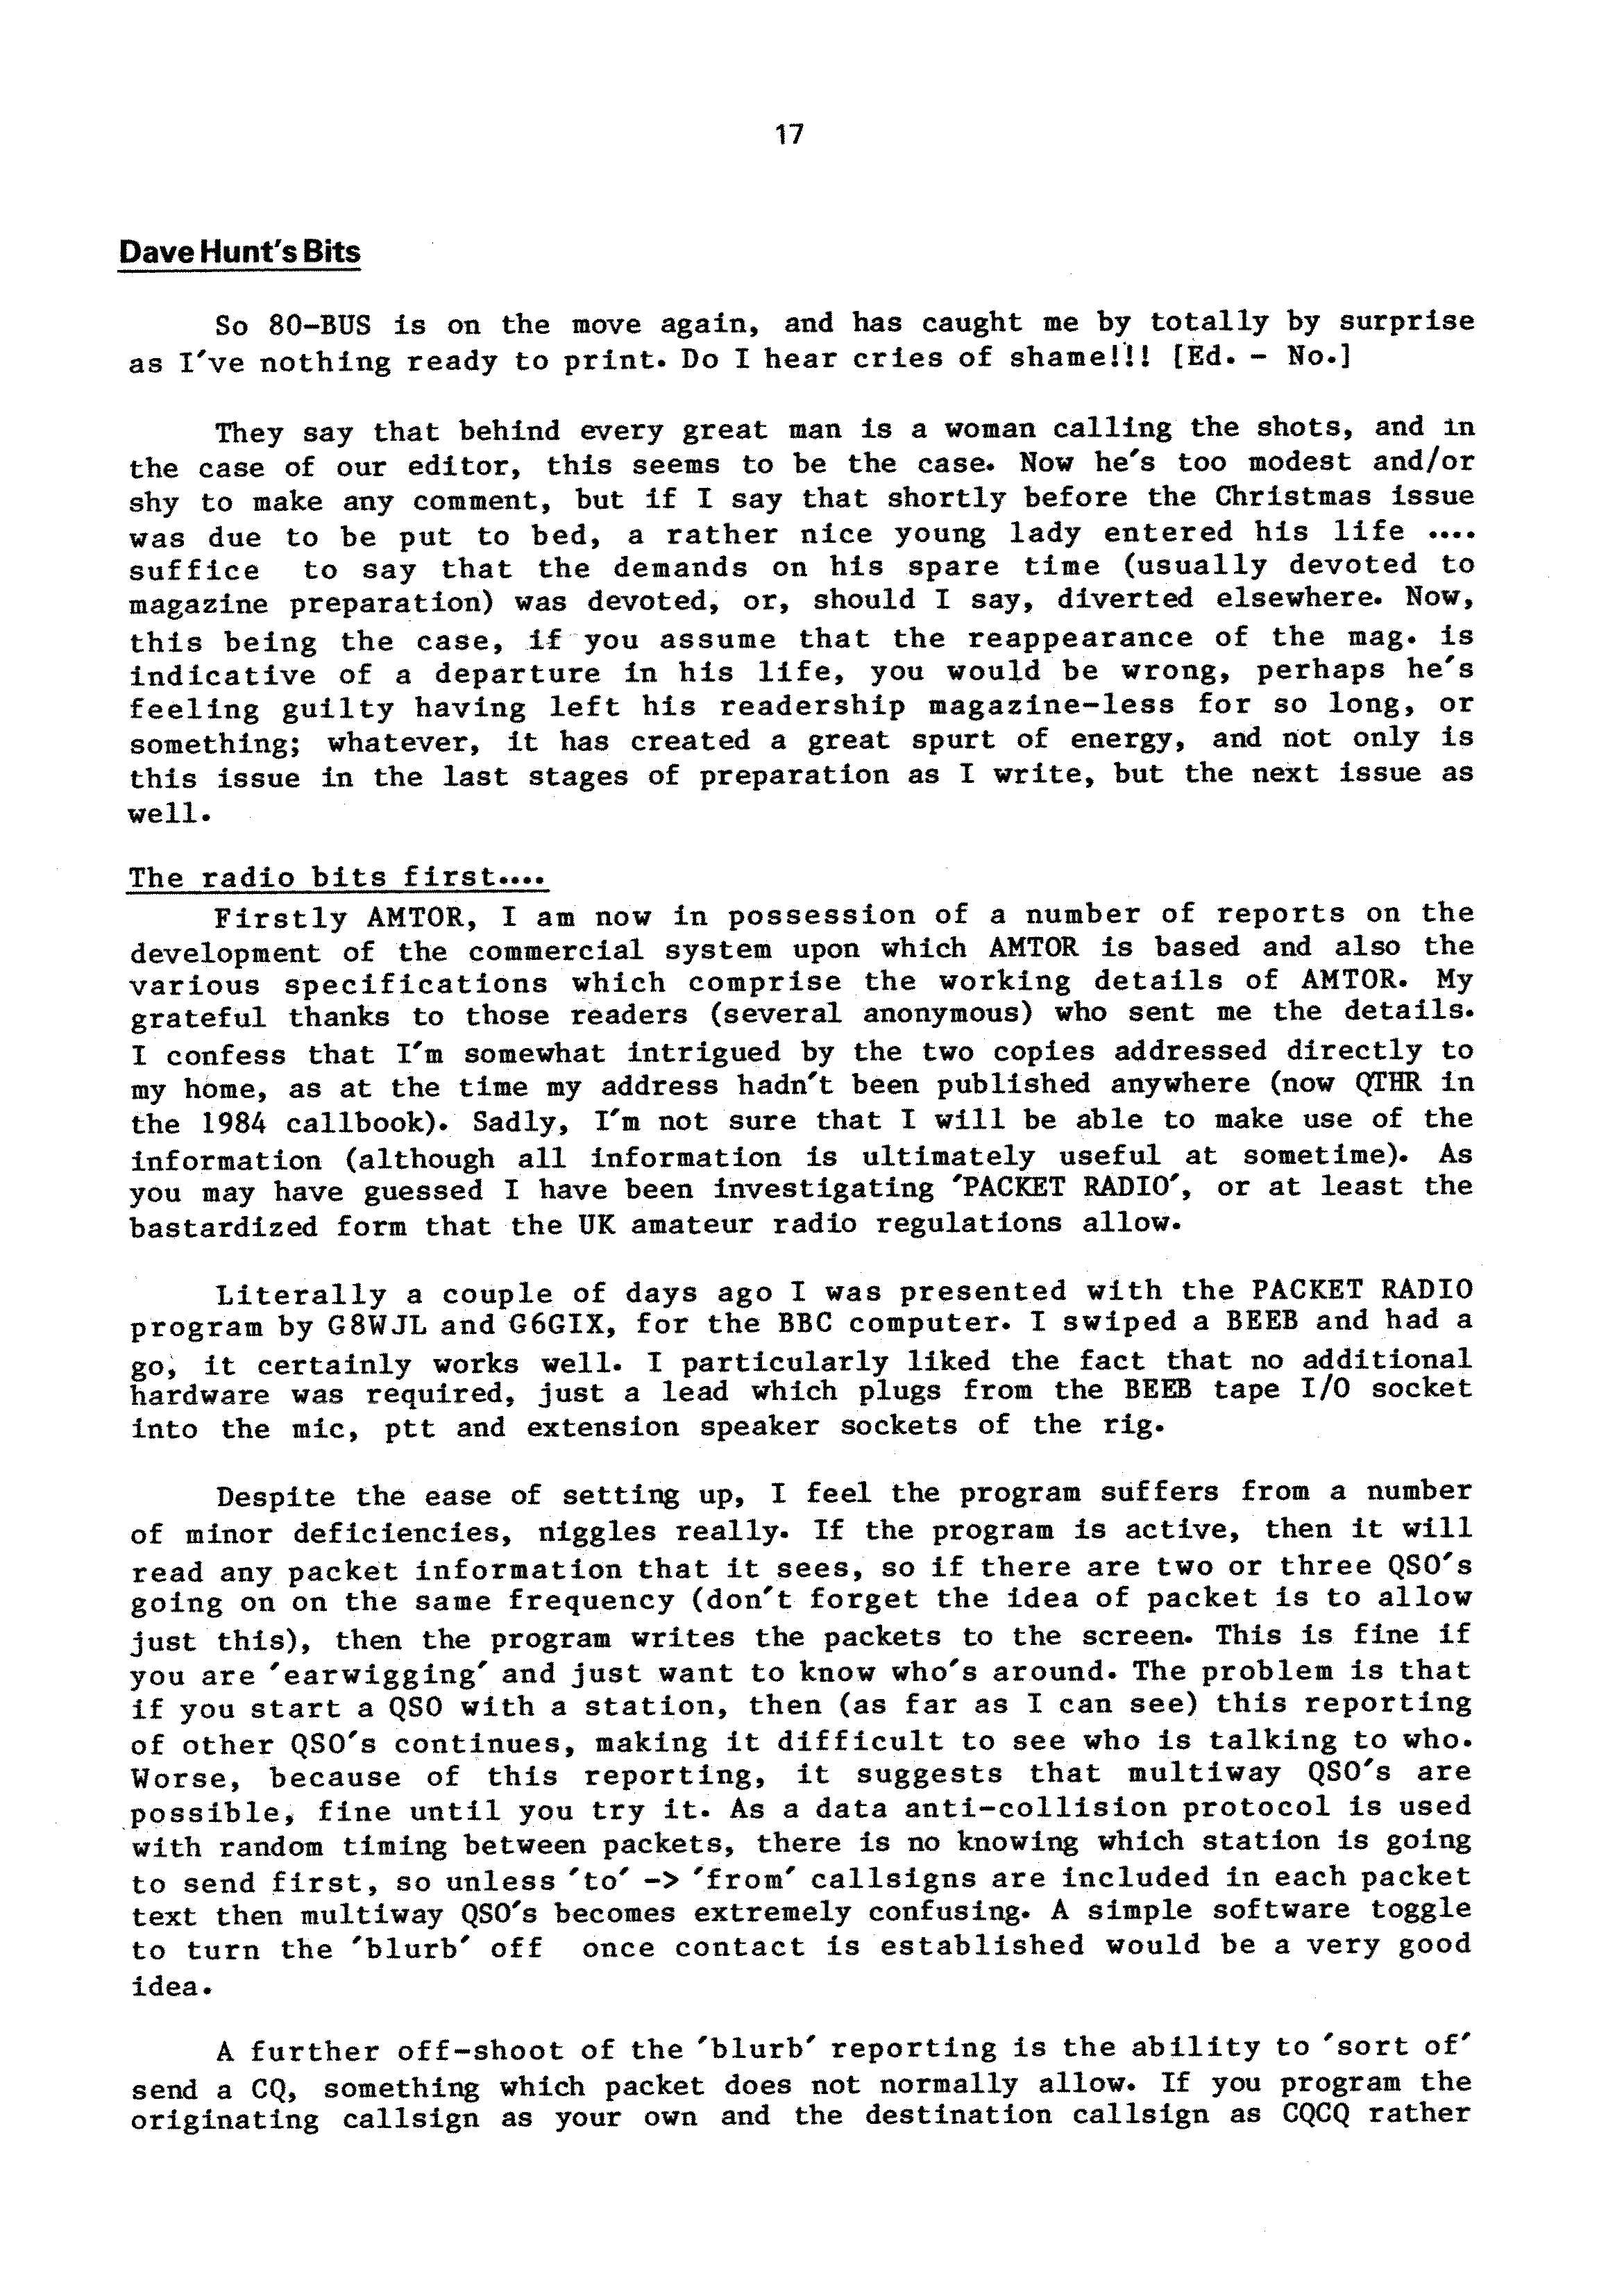 17
Dave Hunt's Bits
So 80-BUS is on the move again, and has caught me by totally by surprise
as I've nothing ready to print. Do I hear cries of shame!!! [Ed. - No.]
They say that behind every great man is a woman calling the shots, and in
the case of our editor, this seems to be the case. Now he's too modest and/or
shy to make any comment, but if I say that shortly before the Christmas issue
was due to be put to bed, a rather nice young lady entered his life ....
suffice to say that the demands on his spare time (usually devoted to
magazine preparation) was devoted, or, should I say, diverted elsewhere. Now,
this being the case, if you assume that the reappearance of the mag. is
indicative of a departure in his life, you would be wrong, perhaps he's
feeling guilty having left his readership magazine-less for so long, or
something; whatever, it has created a great spurt of energy, and not only is
this issue in the last stages of preparation as I write, but the next issue as
well.
The radio bits first....
Firstly AMTOR, I am now in possession of a number of reports on the
development of the commercial system upon which AMTOR is based and also the
various specifications which comprise the working details of AMTOR. My
grateful thanks to those readers (several anonymous) who sent me the details.
I confess that I'm somewhat intrigued by the two copies addressed directly to
my home, as at the time my address hadn't been published anywhere (now QTHR in
the 1984 callbook). Sadly, I'm not sure that I will be able to make use of the
information (although all information is ultimately useful at sometime). As
you may have guessed I have been investigating 'PACKET RADIO', or at least the
bastardized form that the UK amateur radio regulations allow.
Literally a couple of days ago I was presented with the PACKET RADIO
program by G8WJL and G6GIX, for the BBC computer. I swiped a BEEB and had a
go, it certainly works well. I particularly liked the fact that no additional
hardware was required, just a lead which plugs from the BEEB tape I/O socket
into the mic, ptt and extension speaker sockets of the rig.
Despite the ease of setting up, I feel the program suffers from a number
of minor deficiencies, niggles really. If the program is active, then it will
read any packet information that it sees, so if there are two or three QSO's
going on on the same frequency (don't forget the idea of packet is to allow
just this), then the program writes the packets to the screen. This is fine if
you are 'earwigging' and just want to know who's around. The problem is that
if you start a QSO with a station, then (as far as I can see) this reporting
of other QSO's continues, making it difficult to see who is talking to who.
Worse, because of this reporting, it suggests that multiway QSO's are
possible, fine until you try it. As a data anti-collision protocol is used
with random timing between packets, there is no knowing which station is going
to send first, so unless 'to' -> 'from' callsigns are included in each packet
text then multiway QSO's becomes extremely confusing. A simple software toggle
to turn the 'blurb' off once contact is established would be a very good
idea.
A further off-shoot of the 'blurb' reporting is the ability to 'sort of'
send a CQ, something which packet does not normally allow. If you program the
originating callsign as your own and the destination callsign as CQCQ rather